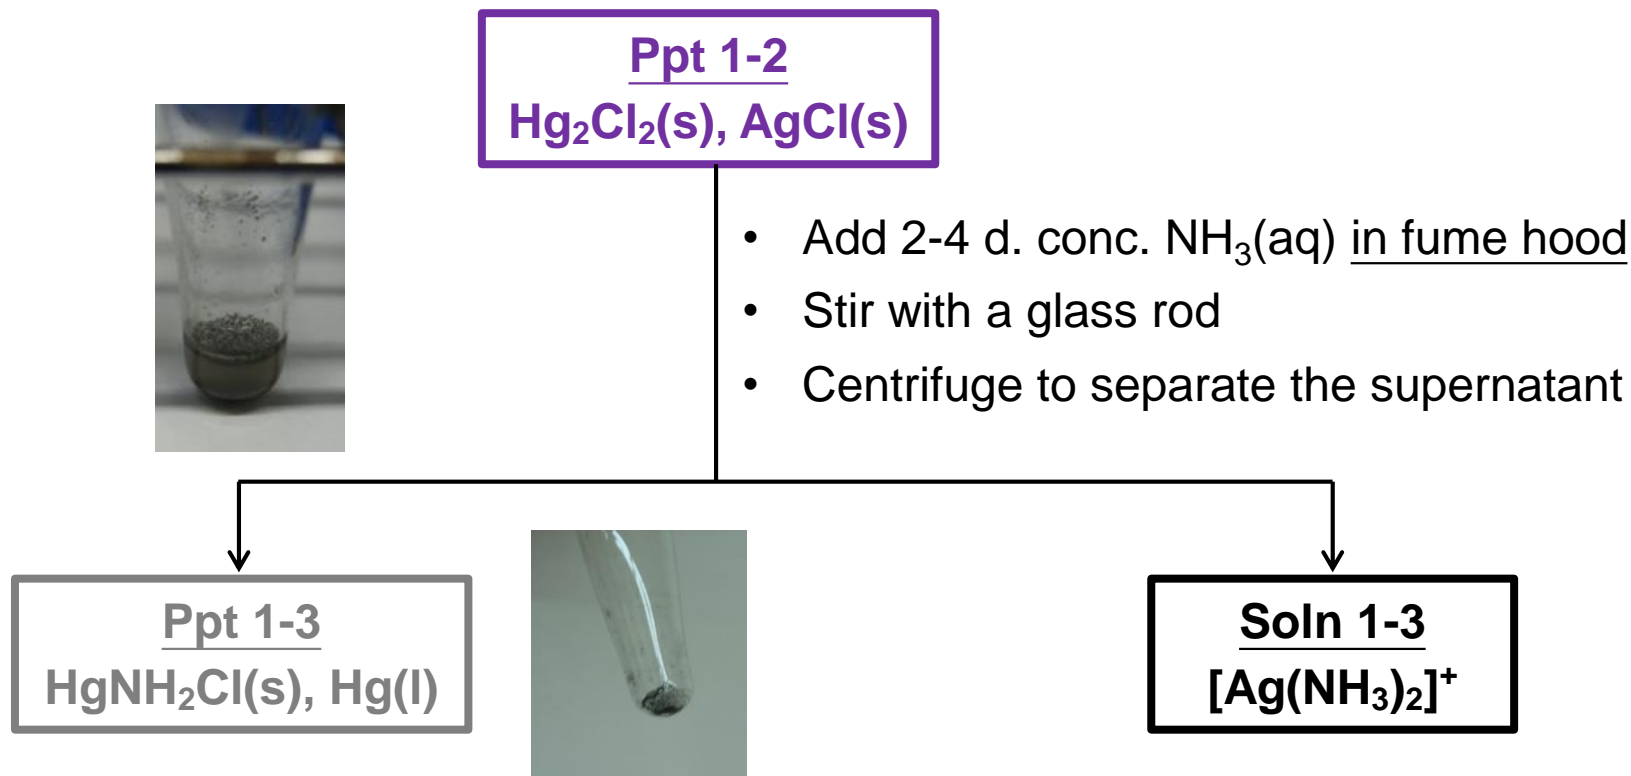 Ppt 1-2
Hg₂Cl₂(s), AgCl(s)
• Add 2-4 d. conc. NH₃(aq) in fume hood
• Stir with a glass rod
• Centrifuge to separate the supernatant
Ppt 1-3
HgNH₂Cl(s), Hg(l)
Soln 1-3
[Ag(NH₃)₂]⁺